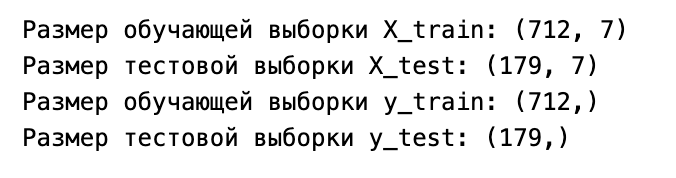 Размер обучающей выборки X_train: (712, 7)
Размер тестовой выборки X_test: (179, 7)
Размер обучающей выборки y_train: (712,)
Размер тестовой выборки y_test: (179,)